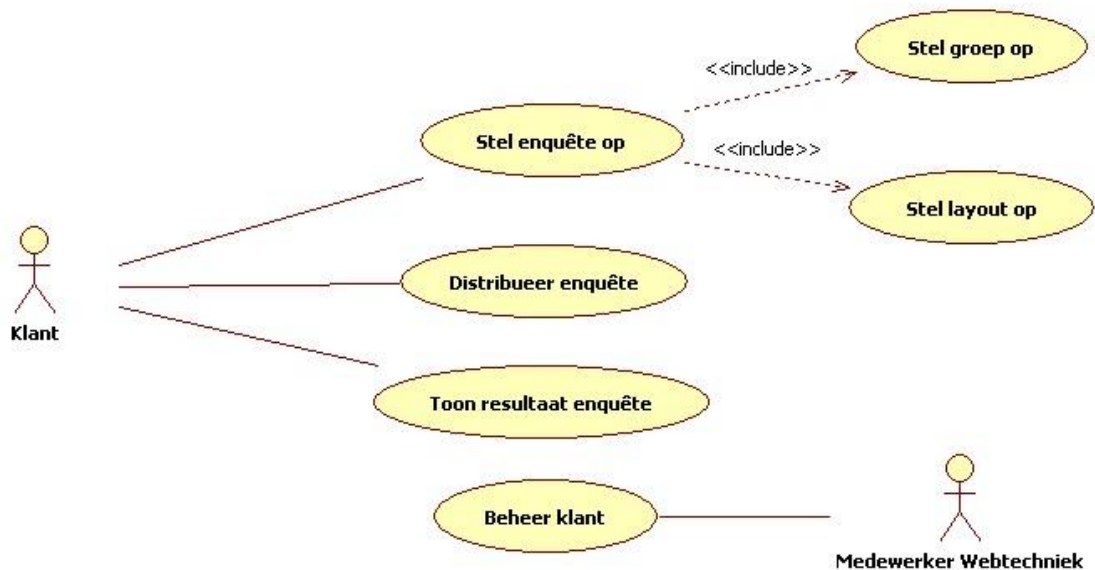 Stel groep op
<<include>>
Stel enquête op
<<include>>
Stel layout op
Distribueer enquête
Klant
Toon resultaat enquête
Beheer klant
Medewerker Webtechniek